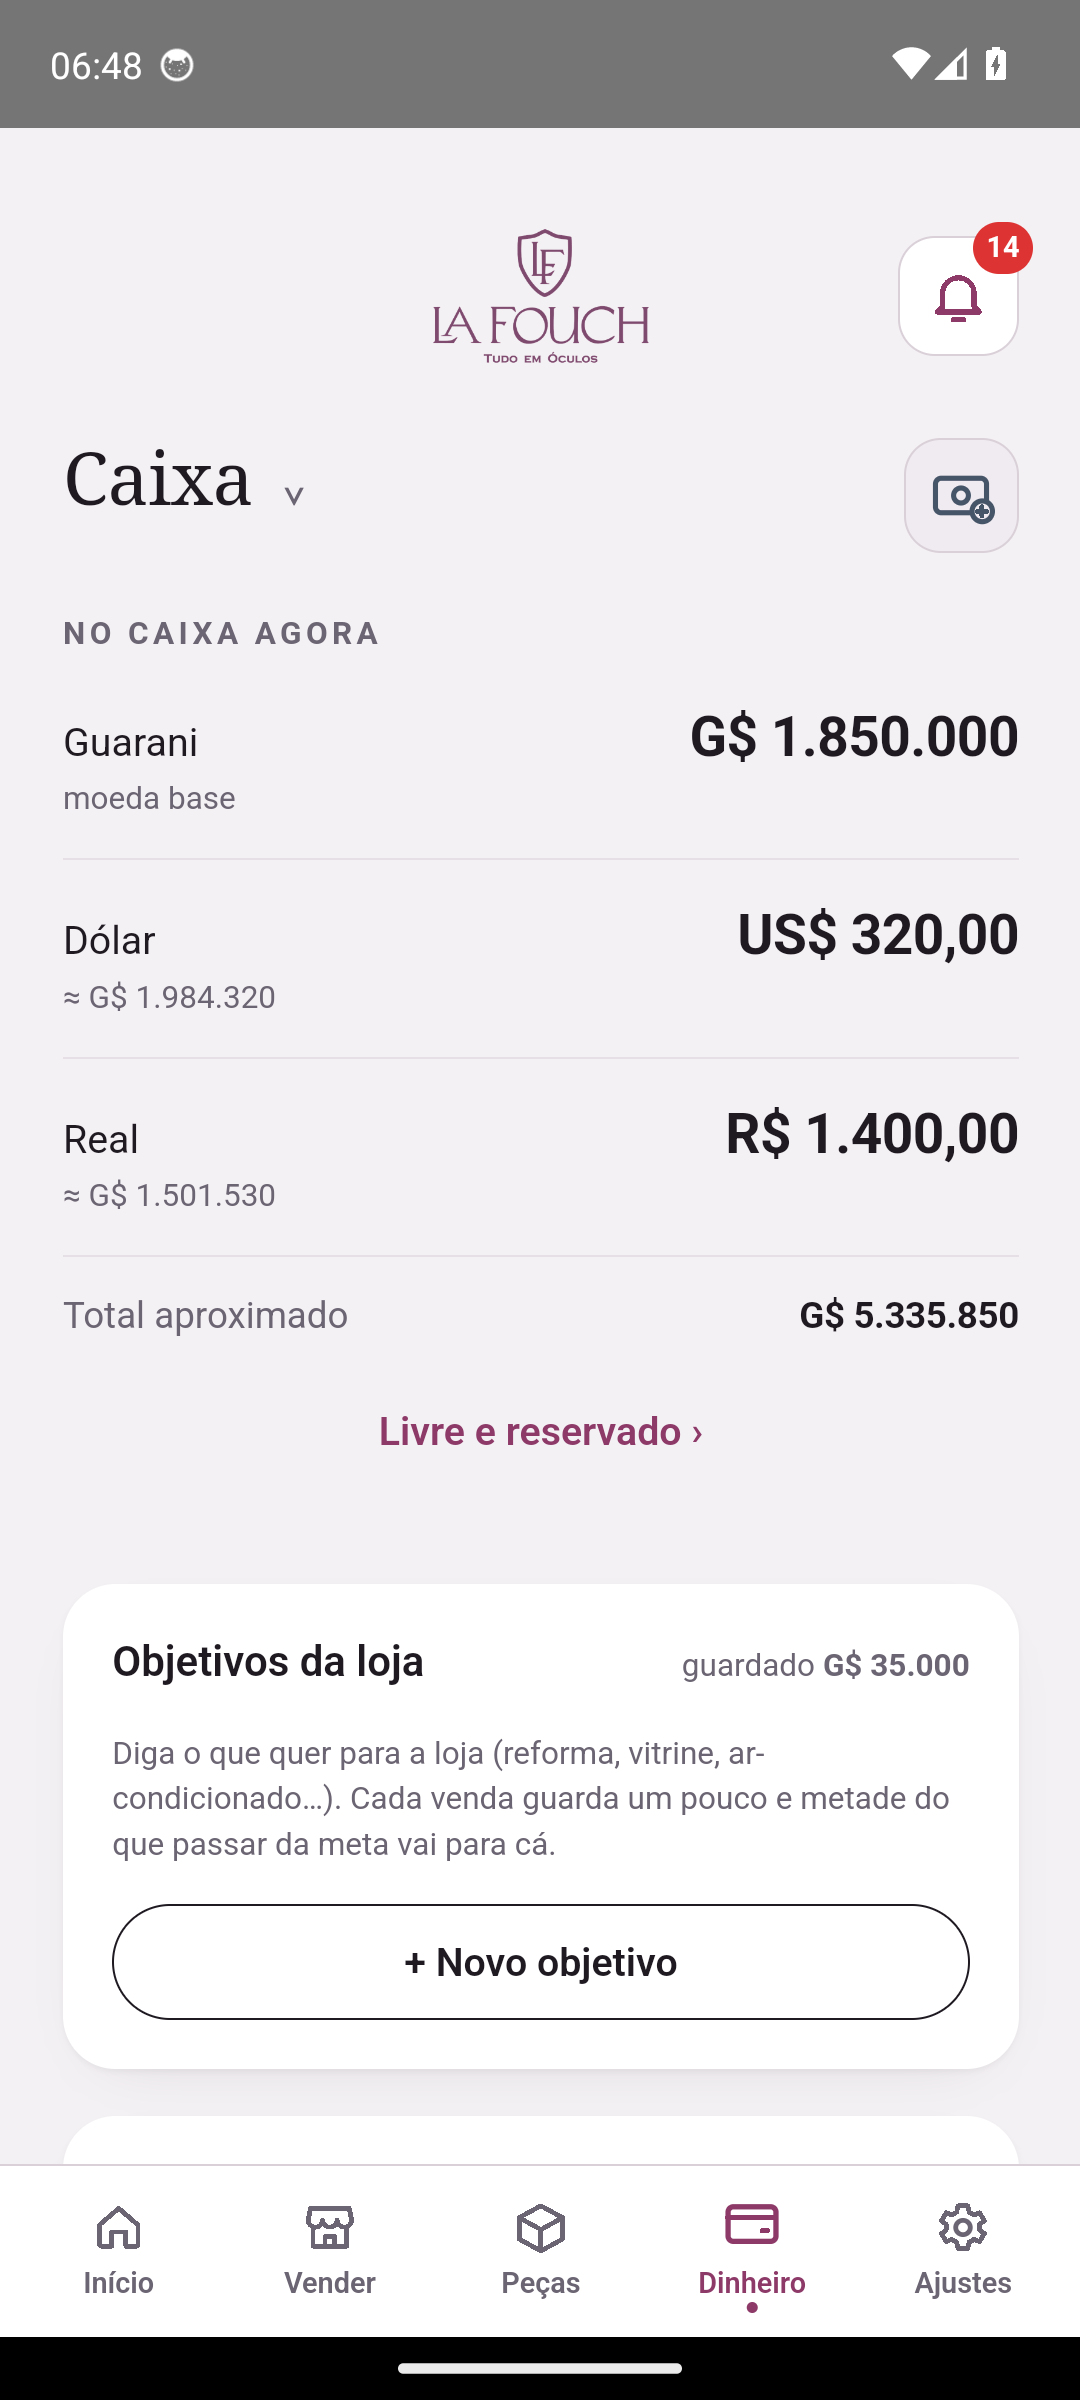 06:48
14
LF
LA FOUCH
TUDO EM ÓCULOS
Caixa
NO CAIXA AGORA
Guarani
G$ 1.850.000
moeda base
Dólar
US$ 320,00
≈ G$ 1.984.320
Real
R$ 1.400,00
≈ G$ 1.501.530
Total aproximado
G$ 5.335.850
Livre e reservado ›
Objetivos da loja
guardado G$ 35.000
Diga o que quer para a loja (reforma, vitrine, ar-
condicionado…). Cada venda guarda um pouco e metade do
que passar da meta vai para cá.
+ Novo objetivo
Início
Vender
Peças
Dinheiro
Ajustes